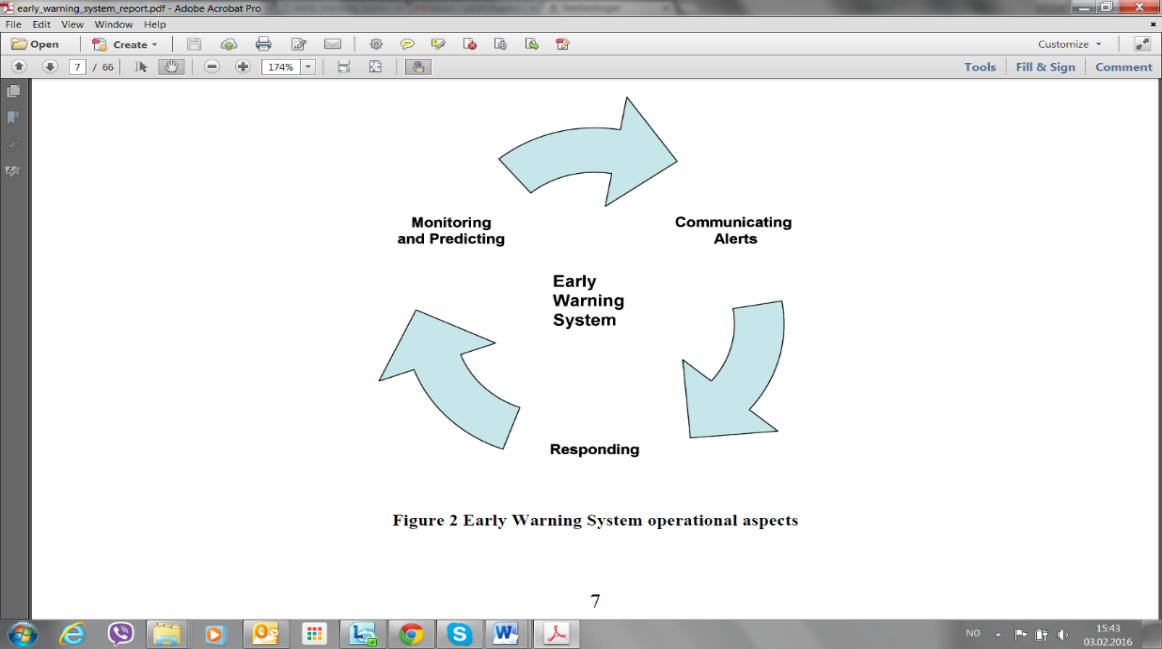 early_warning_system_report.pdf - Adobe Acrobat Pro
File Edit View Window Help
Open Create Customize
7 / 66 174% Tools Fill & Sign Comment
Monitoring
and Predicting
Communicating
Alerts
Early
Warning
System
Responding
Figure 2 Early Warning System operational aspects
7
NO 15:43
03.02.2016